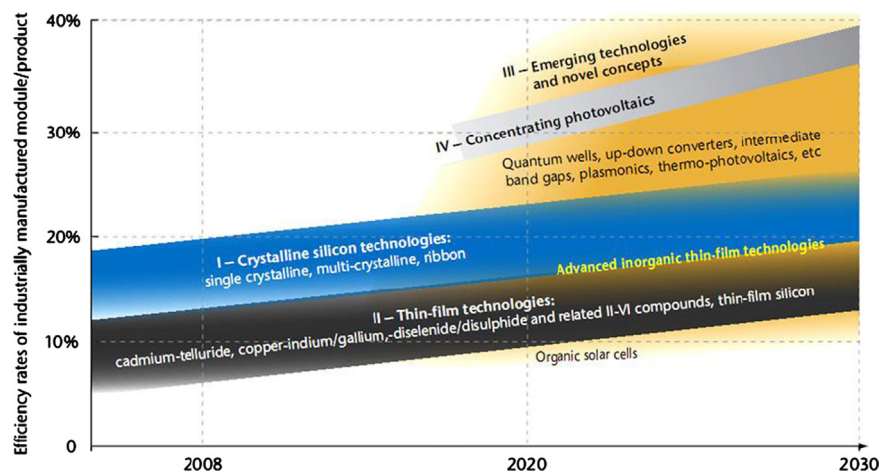 40%
30%
20%
10%
0
Efficiency rates of industrially manufactured module/product
III – Emerging technologies
and novel concepts
IV – Concentrating photovoltaics
Quantum wells, up-down converters, intermediate
band gaps, plasmonics, thermo-photovoltaics, etc
I – Crystalline silicon technologies:
single crystalline, multi-crystalline, ribbon
Advanced inorganic thin-film technologies
II – Thin-film technologies:
cadmium-telluride, copper-indium/gallium,-diselenide/disulphide and related II-VI compounds, thin-film silicon
Organic solar cells
2008
2020
2030